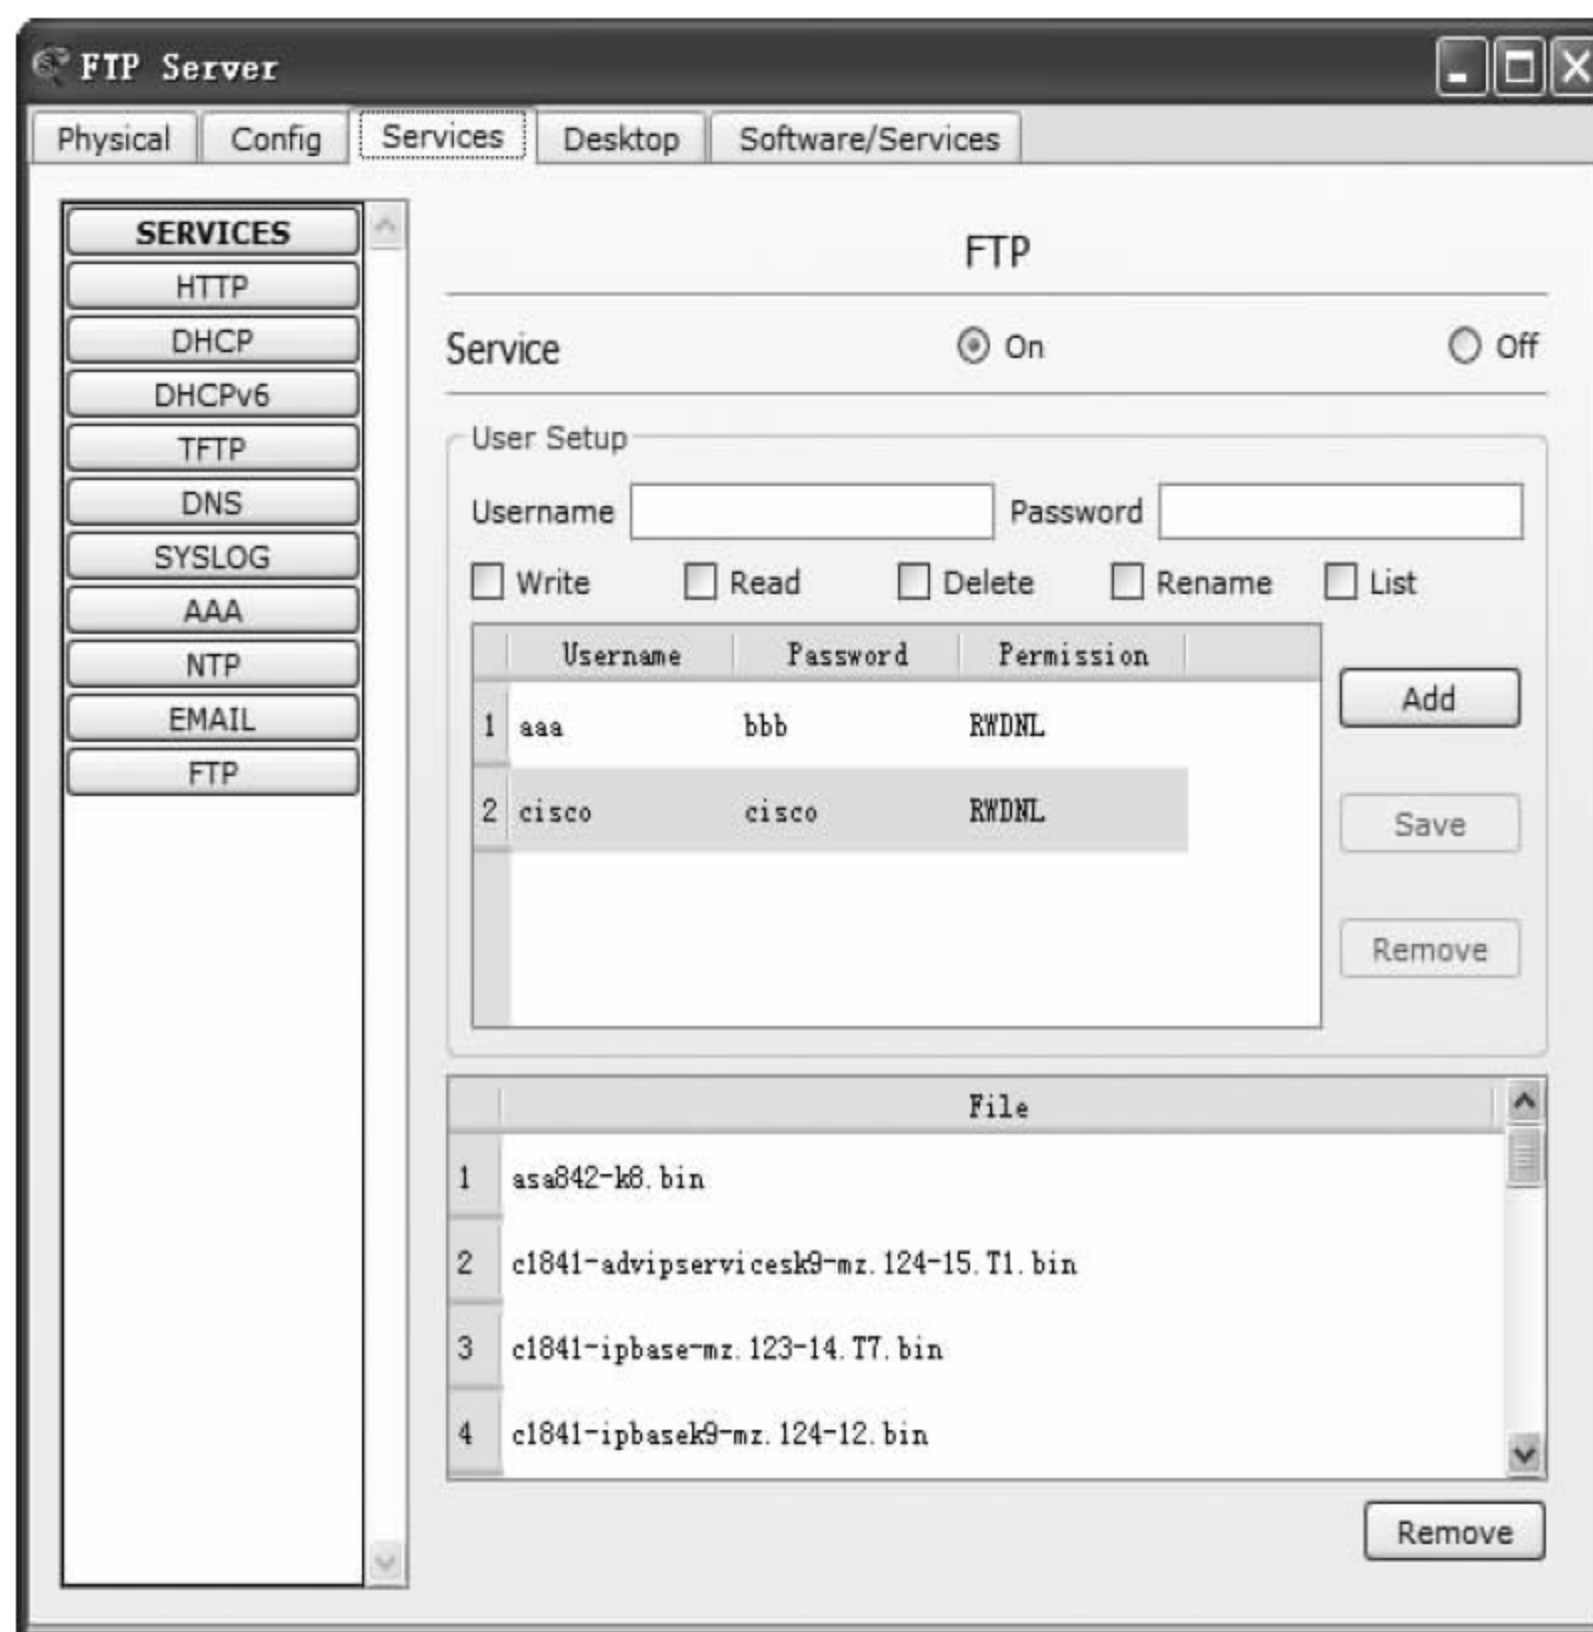 FTP Server
Physical Config Services Desktop Software/Services
SERVICES
HTTP
DHCP
DHCPv6
TFTP
DNS
SYSLOG
AAA
NTP
EMAIL
FTP
FTP
Service On Off
User Setup
Username Password
Write Read Delete Rename List
Username Password Permission
1 aaa bbb RWDNL
2 cisco cisco RWDNL
Add
Save
Remove
File
1 asa842-k8.bin
2 c1841-advipservicesk9-mz.124-15.T1.bin
3 c1841-ipbase-mz.123-14.T7.bin
4 c1841-ipbasek9-mz.124-12.bin
Remove